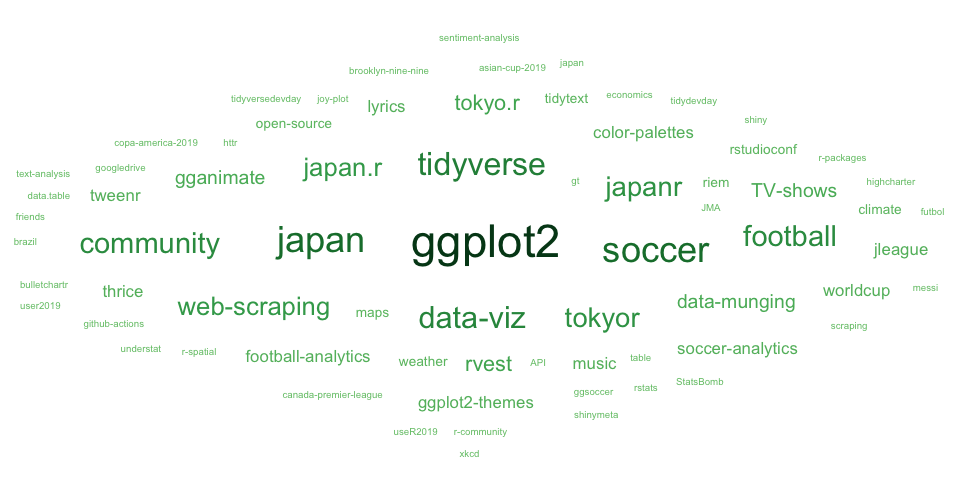 sentiment-analysis
brooklyn-nine-nine asian-cup-2019 japan
tidyversedevday joy-plot lyrics tokyo.r tidytext economics tidydevday
open-source color-palettes shiny
copa-america-2019 httr rstudioconf
text-analysis googledrive gganimate japan.r tidyverse r-packages
data.table tweenr gt japanr riem TV-shows highcharter
friends JMA climate futbol
brazil community japan ggplot2 soccer football jleague
bulletchartr thrice worldcup messi
user2019 web-scraping maps data-viz tokyor data-munging
github-actions scraping
understat r-spatial football-analytics weather rvest API music table soccer-analytics
canada-premier-league ggplot2-themes ggsoccer rstats StatsBomb
shinymeta
useR2019 r-community
xkcd